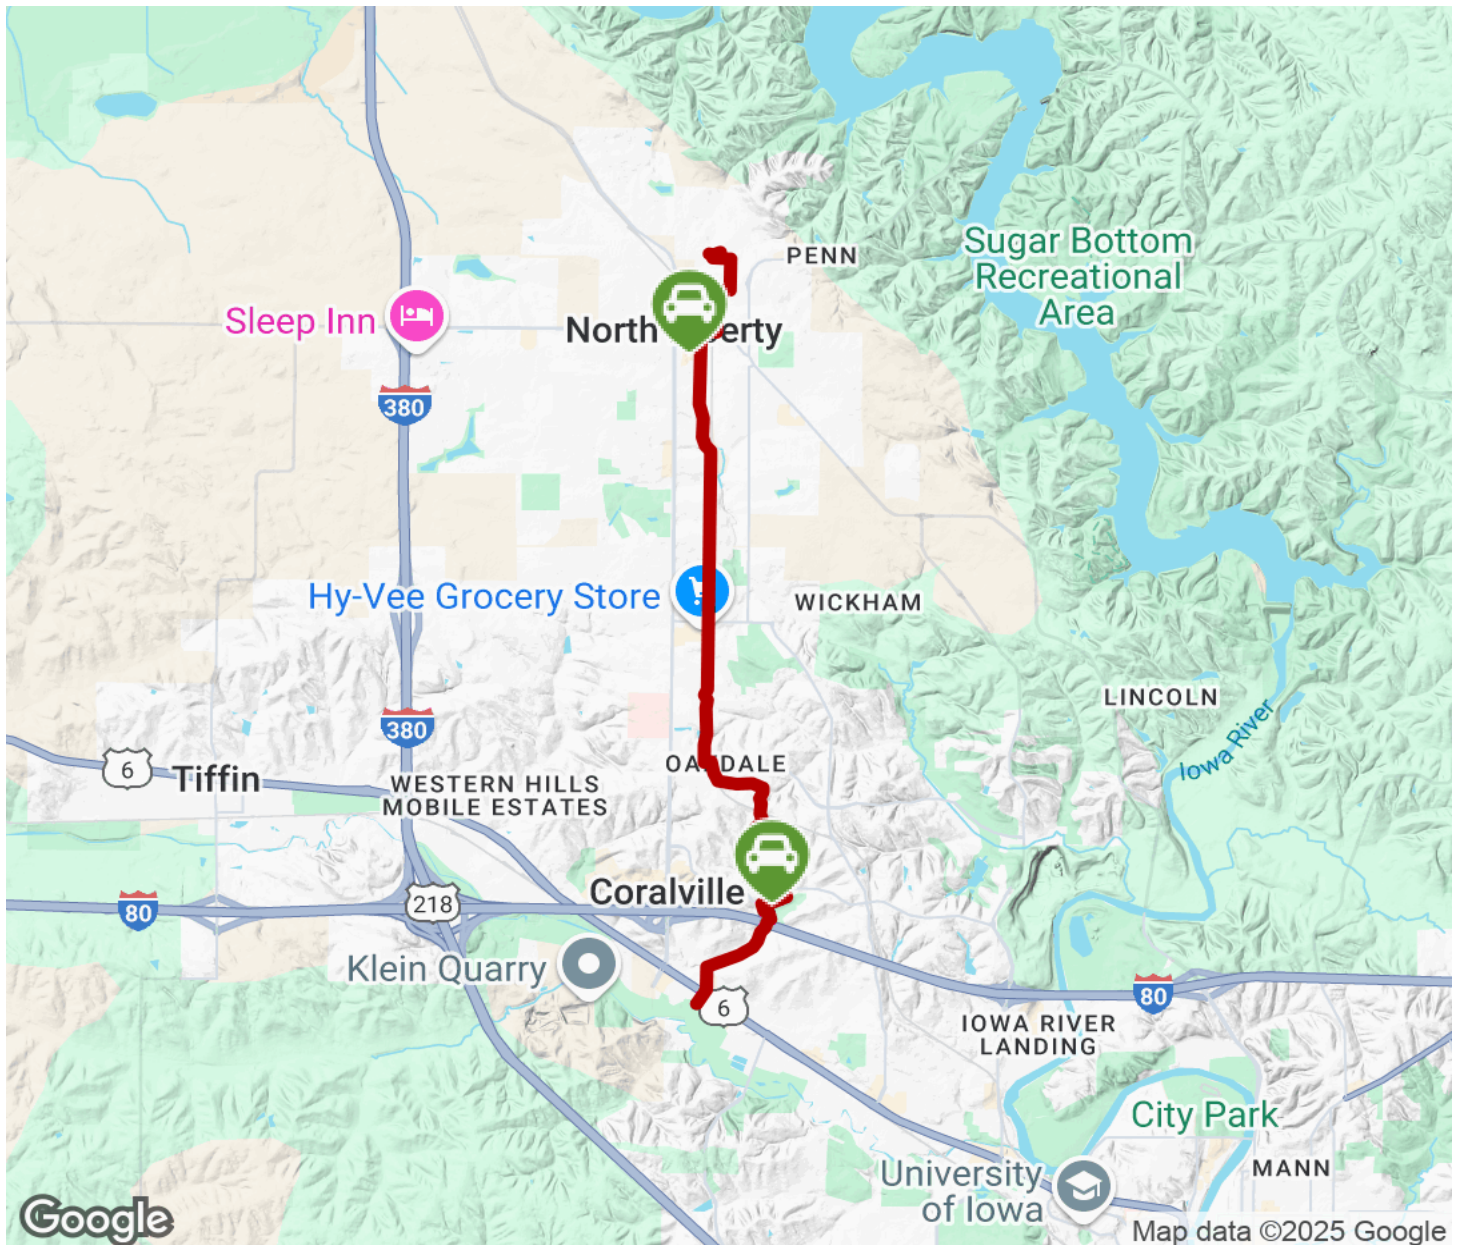 PENN
Sugar Bottom
Recreational
Area
Sleep Inn
North
erty
380
Hy-Vee Grocery Store
WICKHAM
LINCOLN
Iowa River
380
6
Tiffin
OA
DALE
WESTERN HILLS
MOBILE ESTATES
Coralville
80
218
Klein Quarry
80
6
IOWA RIVER
LANDING
City Park
MANN
University
of Iowa
Google
Map data ©2025 Google